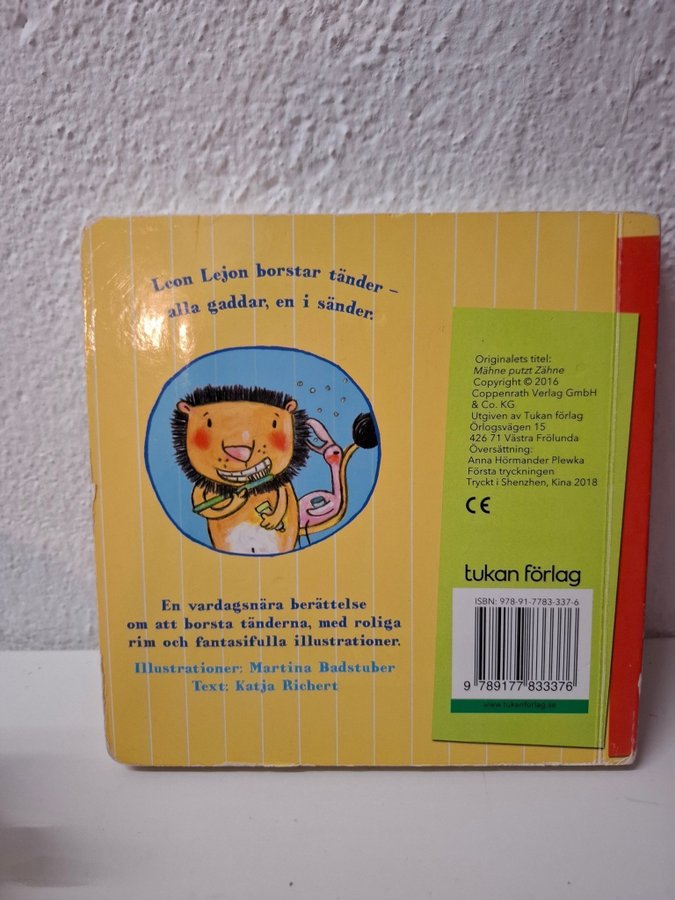 Leon Lejon borstar tänder –
alla gaddar, en i sänder.
Originalets titel:
Mähne putzt Zähne
Copyright © 2016
Coppenrath Verlag GmbH
& Co. KG
Utgiven av Tukan förlag
Örlogsvägen 15
426 71 Västra Frölunda
Översättning:
Anna Hörmander Plewka
Första tryckningen
Tryckt i Shenzhen, Kina 2018
CE
En vardagsnära berättelse
om att borsta tänderna, med roliga
rim och fantasifulla illustrationer.
Illustrationer: Martina Badstuber
Text: Katja Richert
tukan förlag
ISBN: 978-91-7783-337-6
9 789177 833376
www.tukanforlag.se